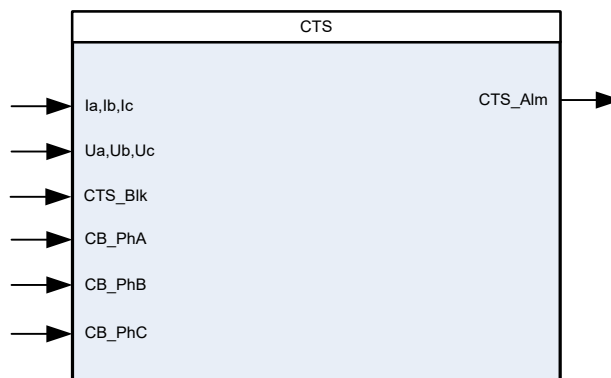 CTS
Ia,Ib,Ic
CTS_Alm
Ua,Ub,Uc
CTS_Blk
CB_PhA
CB_PhB
CB_PhC